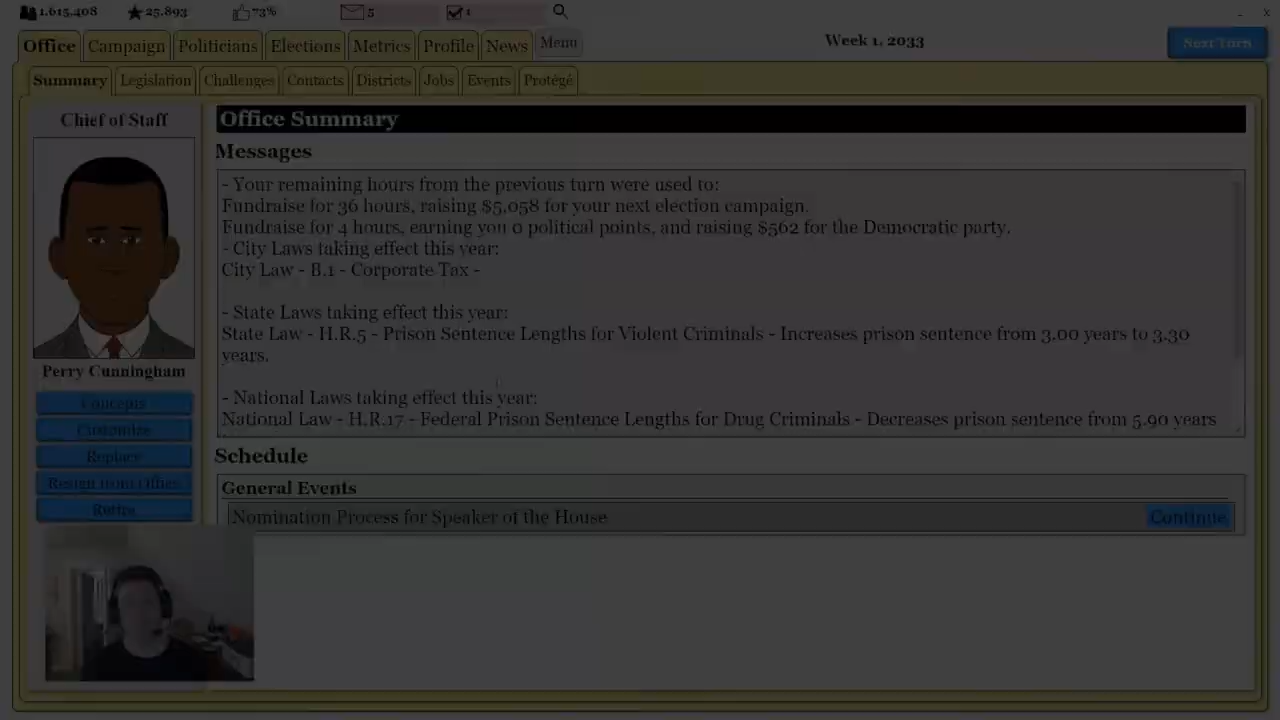 1,615,408 25,893 73% 5 1
Office Campaign Politicians Elections Metrics Profile News Menu Week 1, 2033 Next Turn
Summary Legislation Challenges Contacts Districts Jobs Events Protégé
Chief of Staff
Office Summary
Messages
- Your remaining hours from the previous turn were used to:
Fundraise for 36 hours, raising $5,058 for your next election campaign.
Fundraise for 4 hours, earning you 0 political points, and raising $562 for the Democratic party.
- City Laws taking effect this year:
City Law - B.1 - Corporate Tax -
- State Laws taking effect this year:
State Law - H.R.5 - Prison Sentence Lengths for Violent Criminals - Increases prison sentence from 3.00 years to 3.30
years.
- National Laws taking effect this year:
National Law - H.R.17 - Federal Prison Sentence Lengths for Drug Criminals - Decreases prison sentence from 5.90 years
Perry Cunningham
Concepts
Customize
Replace
Resign from Office
Retire
Schedule
General Events
Nomination Process for Speaker of the House Continue